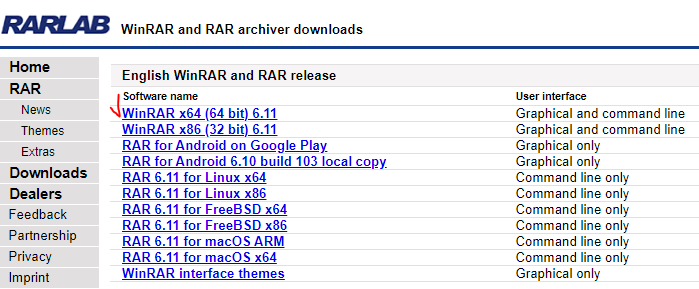 RARLAB WinRAR and RAR archiver downloads
Home
RAR
News
Themes
Extras
Downloads
Dealers
Feedback
Partnership
Privacy
Imprint
English WinRAR and RAR release
Software name User interface
WinRAR x64 (64 bit) 6.11 Graphical and command line
WinRAR x86 (32 bit) 6.11 Graphical and command line
RAR for Android on Google Play Graphical only
RAR for Android 6.10 build 103 local copy Graphical only
RAR 6.11 for Linux x64 Command line only
RAR 6.11 for Linux x86 Command line only
RAR 6.11 for FreeBSD x64 Command line only
RAR 6.11 for FreeBSD x86 Command line only
RAR 6.11 for macOS ARM Command line only
RAR 6.11 for macOS x64 Command line only
WinRAR interface themes Graphical only